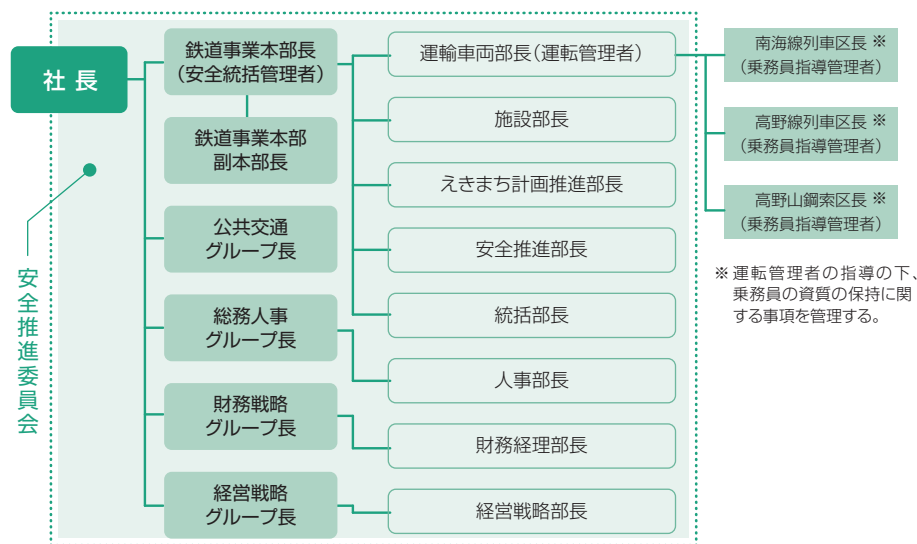 社長
安全推進委員会
鉄道事業本部長
（安全統括管理者）
鉄道事業本部
副本部長
公共交通
グループ長
総務人事
グループ長
財務戦略
グループ長
経営戦略
グループ長
運輸車両部長（運転管理者）
施設部長
えきまち計画推進部長
安全推進部長
統括部長
人事部長
財務経理部長
経営戦略部長
南海線列車区長 ※
（乗務員指導管理者）
高野線列車区長 ※
（乗務員指導管理者）
高野山鋼索区長 ※
（乗務員指導管理者）
※ 運転管理者の指導の下、
乗務員の資質の保持に関
する事項を管理する。